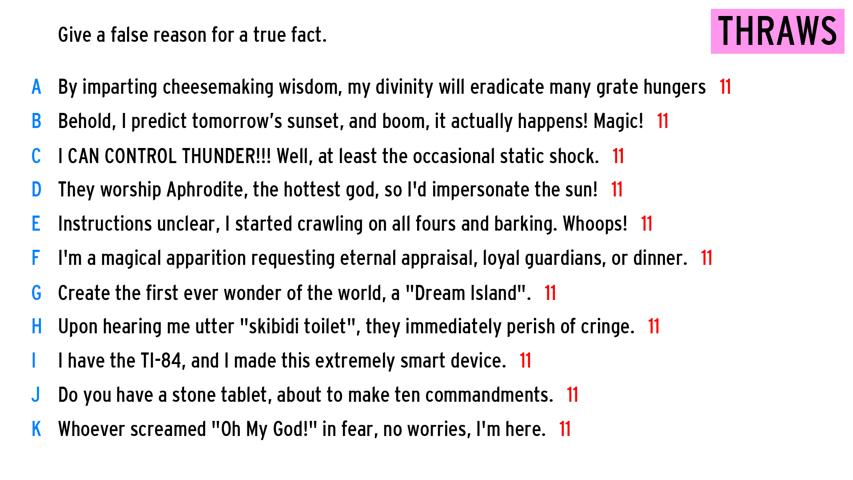 Give a false reason for a true fact.
THRAWS
A By imparting cheesemaking wisdom, my divinity will eradicate many grate hungers 11
B Behold, I predict tomorrow's sunset, and boom, it actually happens! Magic! 11
C I CAN CONTROL THUNDER!!! Well, at least the occasional static shock. 11
D They worship Aphrodite, the hottest god, so I'd impersonate the sun! 11
E Instructions unclear, I started crawling on all fours and barking. Whoops! 11
F I'm a magical apparition requesting eternal appraisal, loyal guardians, or dinner. 11
G Create the first ever wonder of the world, a "Dream Island". 11
H Upon hearing me utter "skibidi toilet", they immediately perish of cringe. 11
I I have the TI-84, and I made this extremely smart device. 11
J Do you have a stone tablet, about to make ten commandments. 11
K Whoever screamed "Oh My God!" in fear, no worries, I'm here. 11